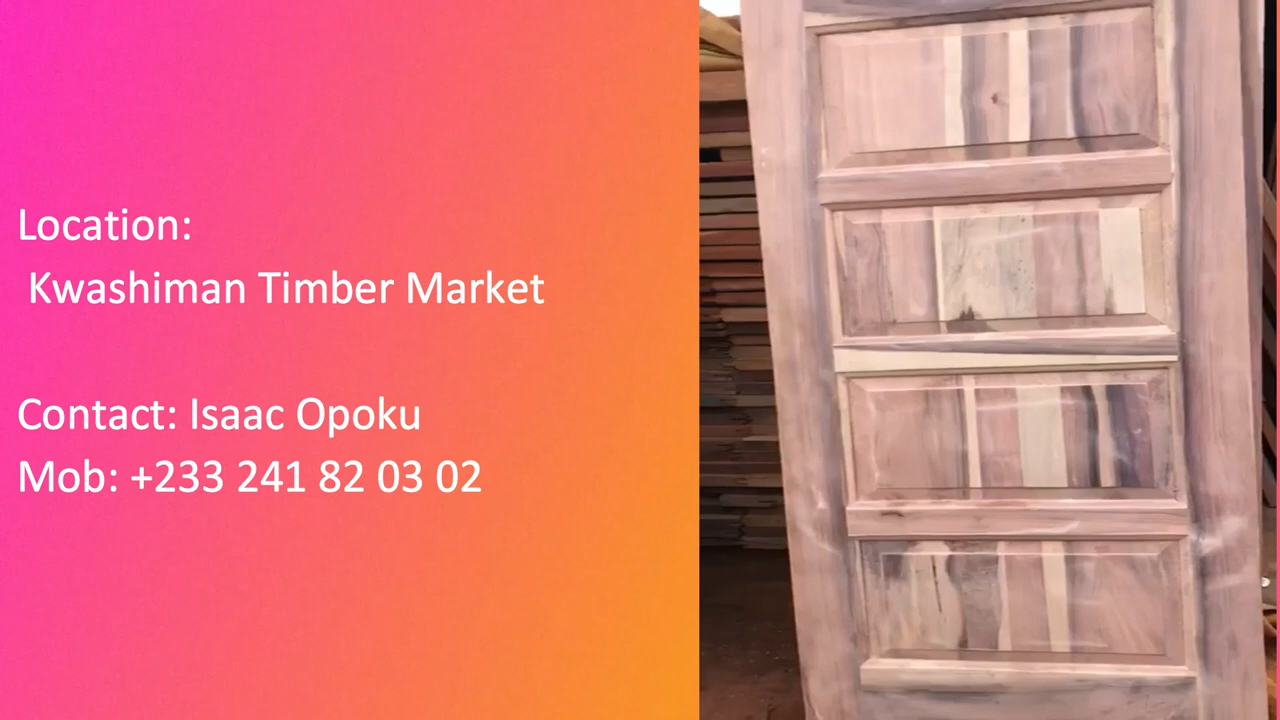 Location:
Kwashiman Timber Market
Contact: Isaac Opoku
Mob: +233 241 82 03 02